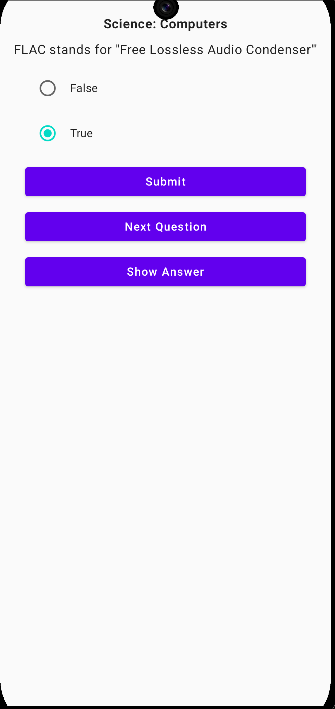 Science: Computers
FLAC stands for "Free Lossless Audio Condenser"
False
True
Submit
Next Question
Show Answer